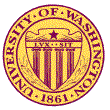 UNIVERSITY · OF · WASHINGTON
LVX · SIT
1861